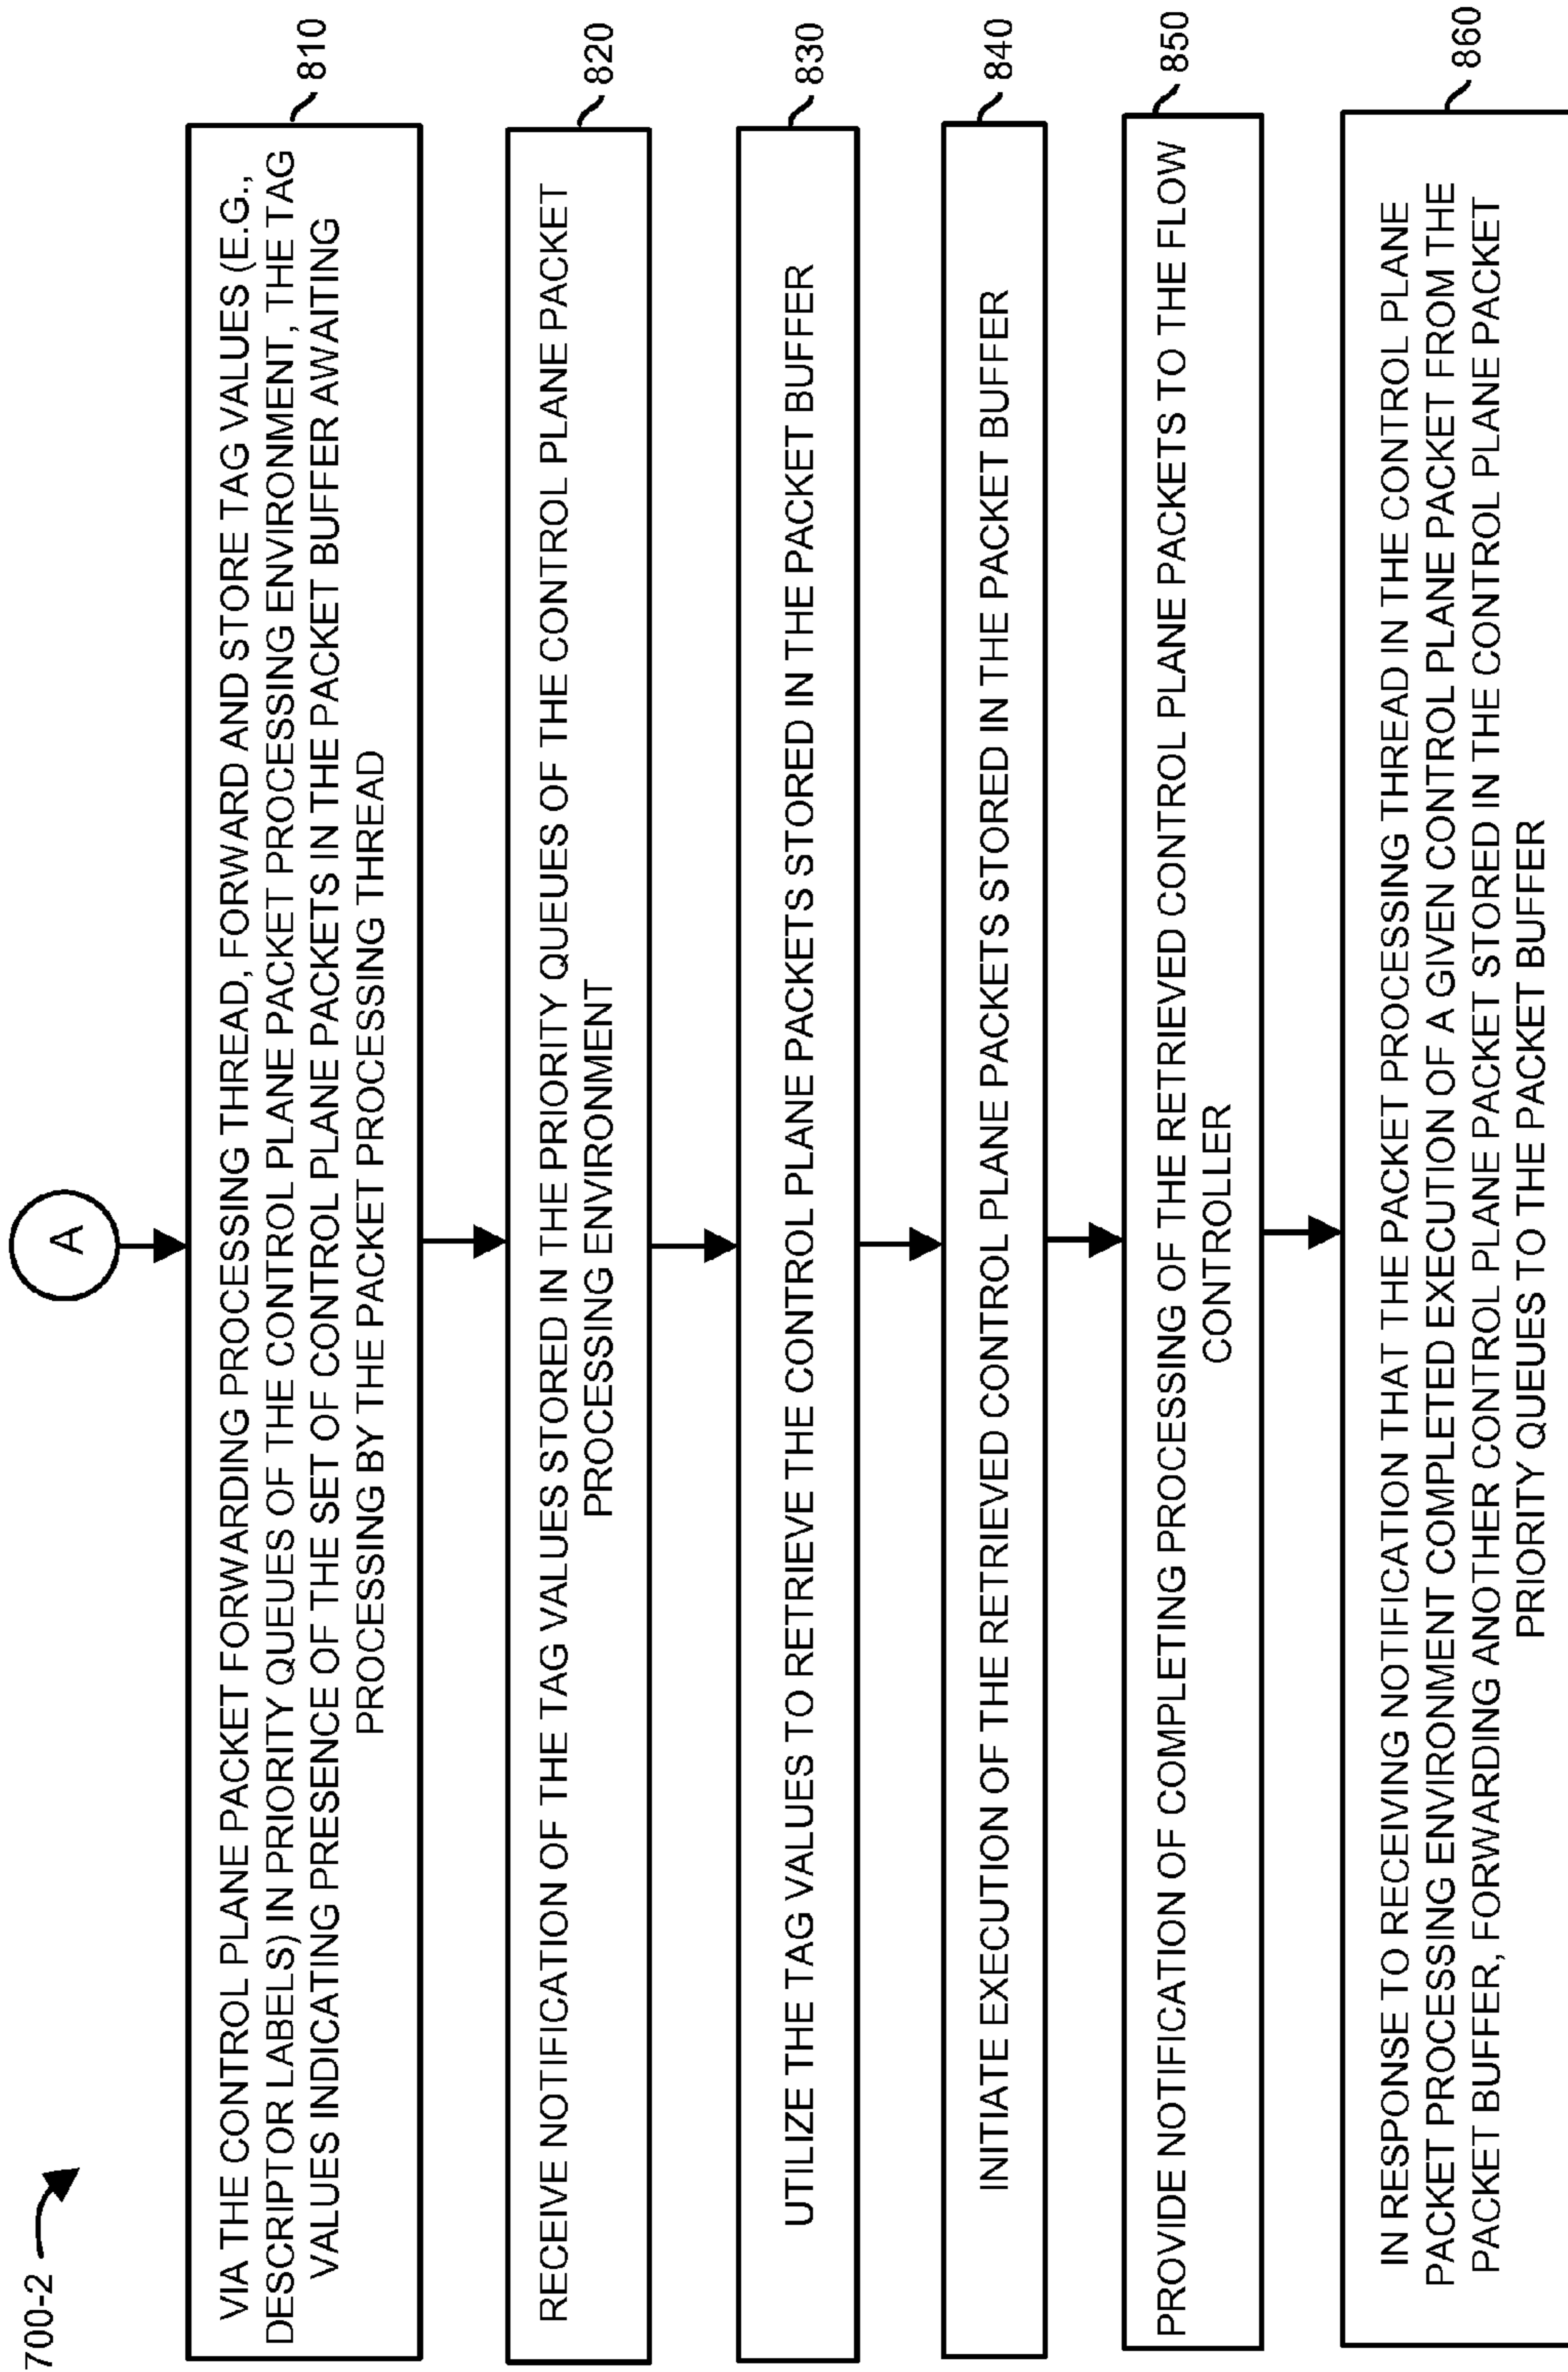 700-2
A
VIA THE CONTROL PLANE PACKET FORWARDING PROCESSING THREAD, FORWARD AND STORE TAG VALUES (E.G.,
DESCRIPTOR LABELS) IN PRIORITY QUEUES OF THE CONTROL PLANE PACKET PROCESSING ENVIRONMENT, THE TAG
VALUES INDICATING PRESENCE OF THE SET OF CONTROL PLANE PACKETS IN THE PACKET BUFFER AWAITING
PROCESSING BY THE PACKET PROCESSING THREAD
810
RECEIVE NOTIFICATION OF THE TAG VALUES STORED IN THE PRIORITY QUEUES OF THE CONTROL PLANE PACKET
PROCESSING ENVIRONMENT
820
UTILIZE THE TAG VALUES TO RETRIEVE THE CONTROL PLANE PACKETS STORED IN THE PACKET BUFFER
830
INITIATE EXECUTION OF THE RETRIEVED CONTROL PLANE PACKETS STORED IN THE PACKET BUFFER
840
PROVIDE NOTIFICATION OF COMPLETING PROCESSING OF THE RETRIEVED CONTROL PLANE PACKETS TO THE FLOW
CONTROLLER
850
IN RESPONSE TO RECEIVING NOTIFICATION THAT THE PACKET PROCESSING THREAD IN THE CONTROL PLANE
PACKET PROCESSING ENVIRONMENT COMPLETED EXECUTION OF A GIVEN CONTROL PLANE PACKET FROM THE
PACKET BUFFER, FORWARDING ANOTHER CONTROL PLANE PACKET STORED IN THE CONTROL PLANE PACKET
PRIORITY QUEUES TO THE PACKET BUFFER
860